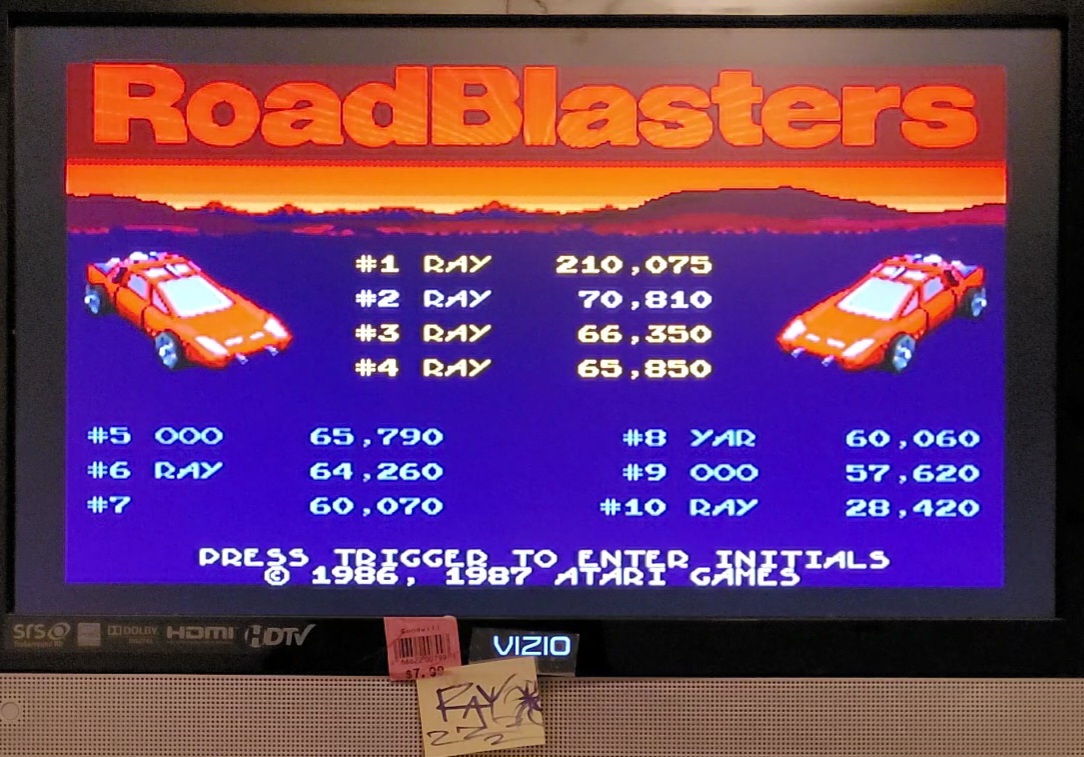 RoadBlasters
#1 RAY 210,075
#2 RAY 70,810
#3 RAY 66,350
#4 RAY 65,850
#5 OOO 65,790
#6 RAY 64,260
#7 60,070
#8 YAR 60,060
#9 OOO 57,620
#10 RAY 28,420
PRESS TRIGGER TO ENTER INITIALS
© 1986, 1987 ATARI GAMES
SRS DOLBY HDMI HDTV
Goodwill
$7.99
VIZIO
RAY